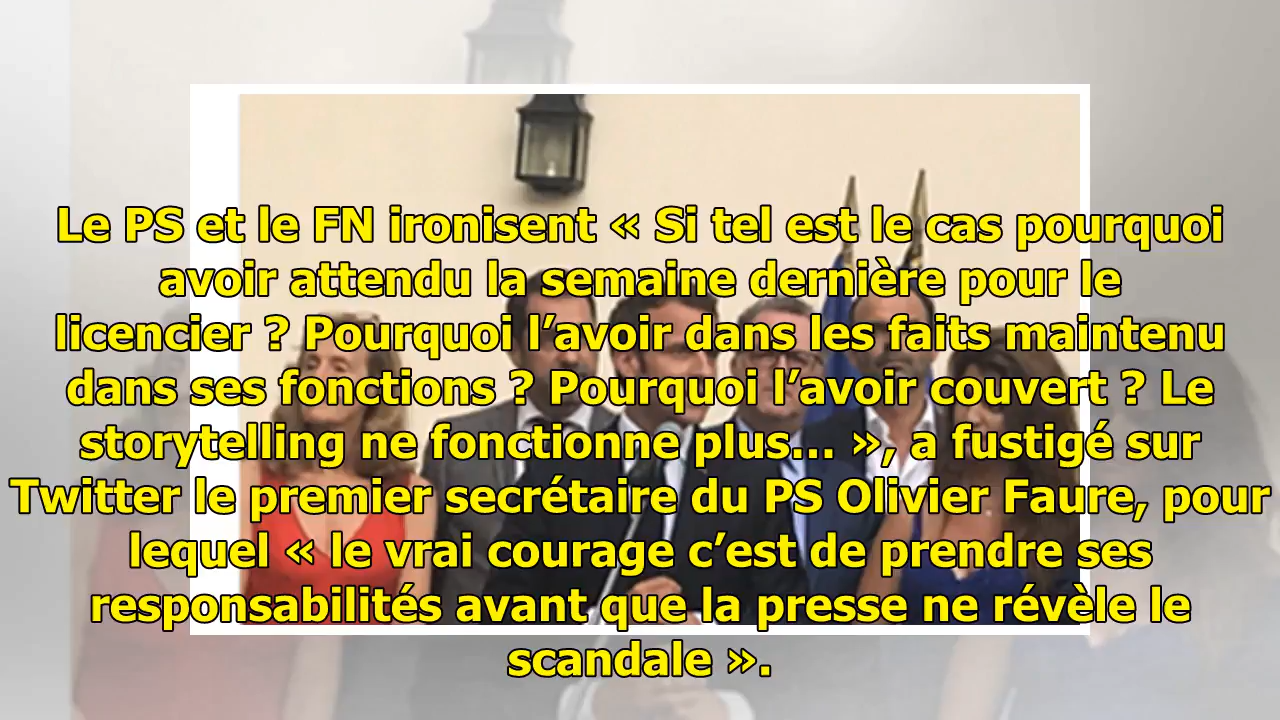 Le PS et le FN ironisent « Si tel est le cas pourquoi
avoir attendu la semaine dernière pour le
licencier ? Pourquoi l’avoir dans les faits maintenu
dans ses fonctions ? Pourquoi l’avoir couvert ? Le
storytelling ne fonctionne plus… », a fustigé sur
Twitter le premier secrétaire du PS Olivier Faure, pour
lequel « le vrai courage c’est de prendre ses
responsabilités avant que la presse ne révèle le
scandale ».